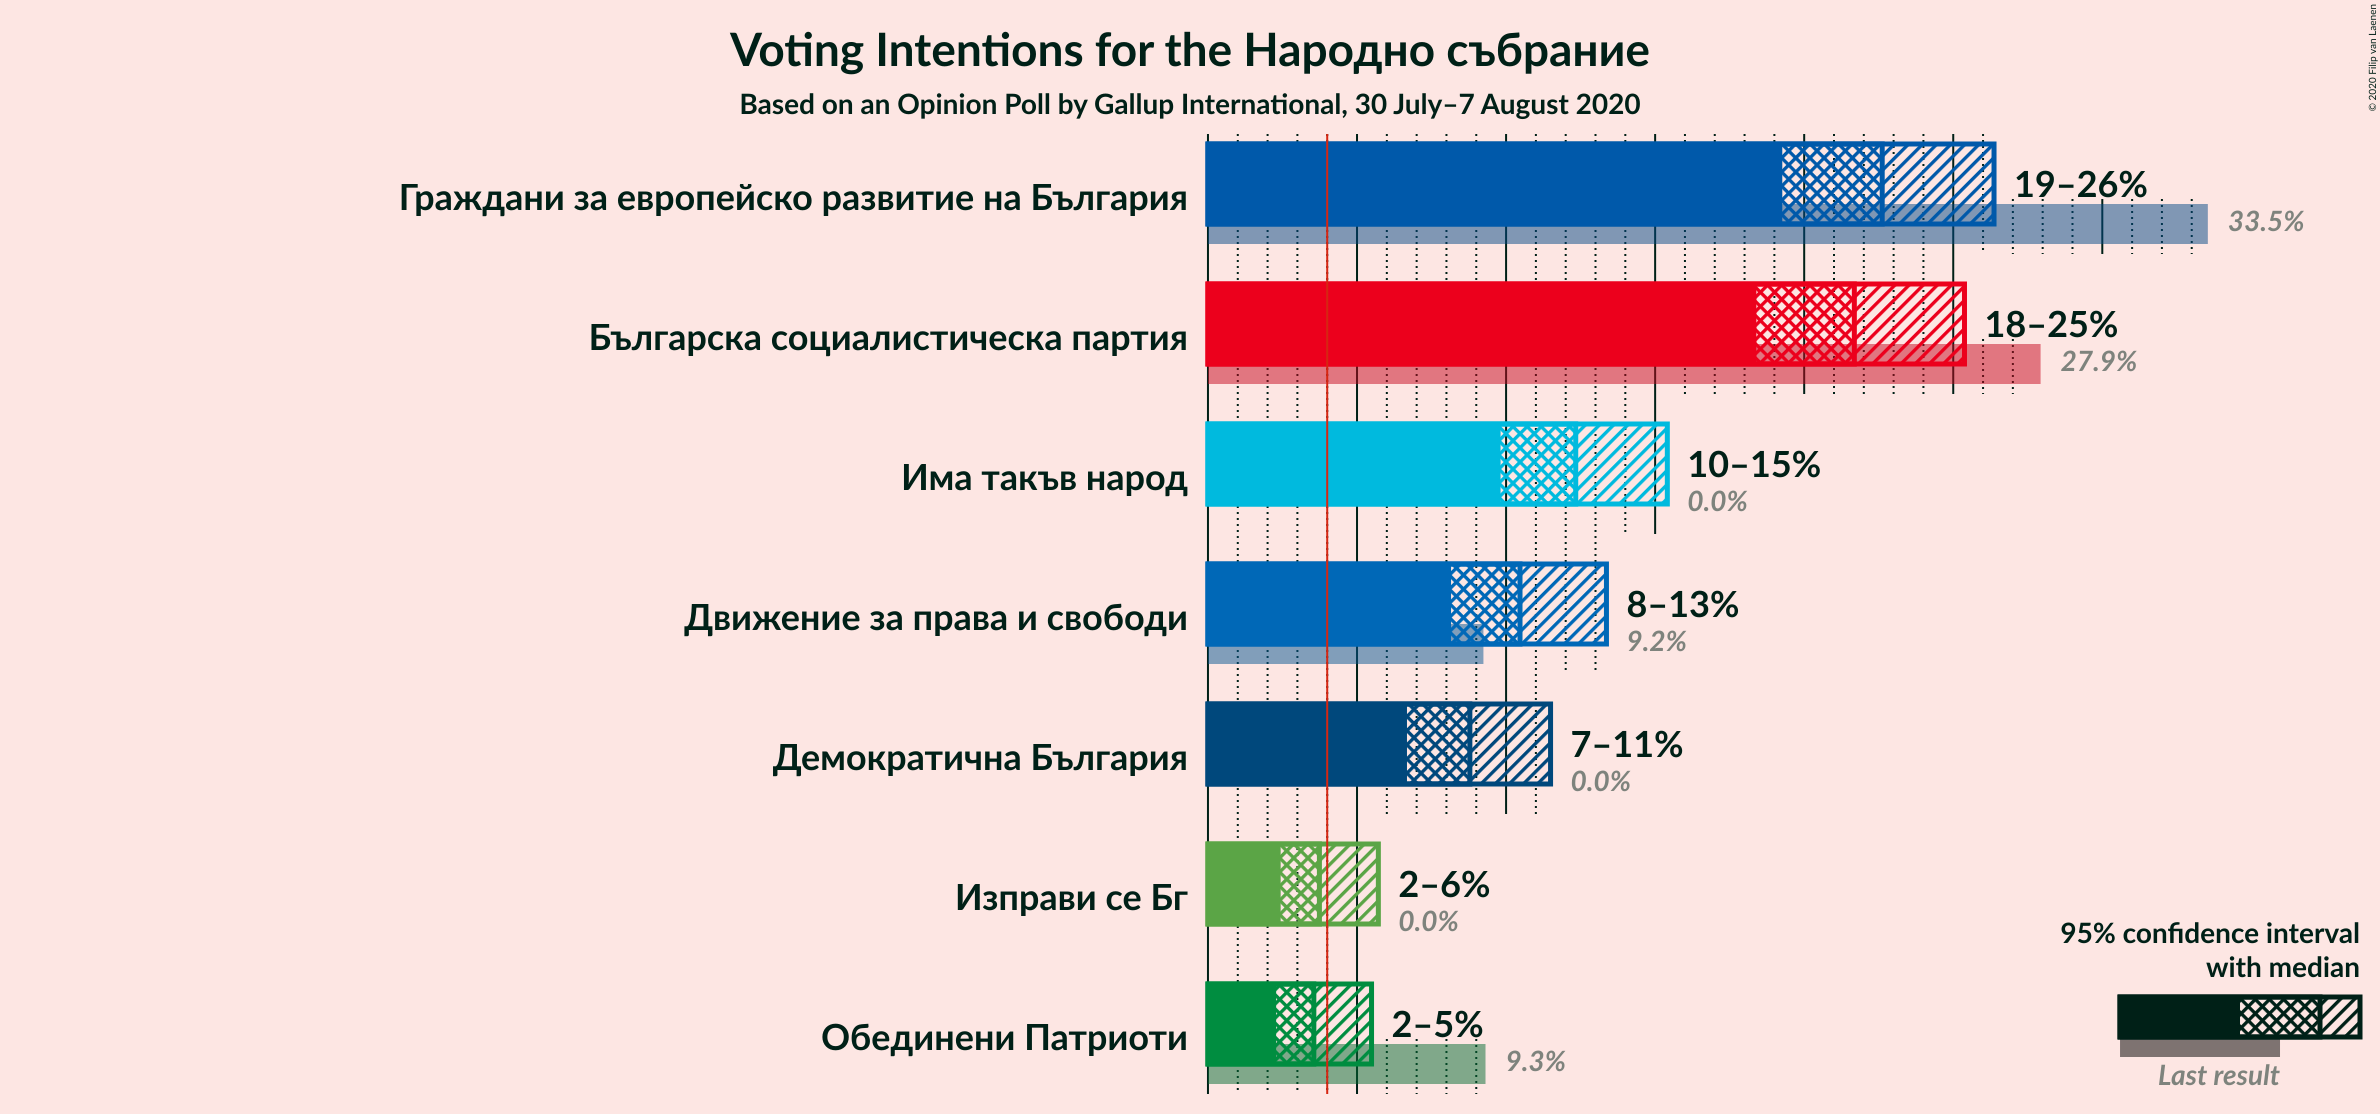 © 2020 Filip van Laenen
Voting Intentions for the Народно събрание
Based on an Opinion Poll by Gallup International, 30 July–7 August 2020
Граждани за европейско развитие на България
19–26%
33.5%
Българска социалистическа партия
18–25%
27.9%
Има такъв народ
10–15%
0.0%
Движение за права и свободи
8–13%
9.2%
Демократична България
7–11%
0.0%
Изправи се Бг
2–6%
0.0%
Обединени Патриоти
2–5%
9.3%
95% confidence interval
with median
Last result